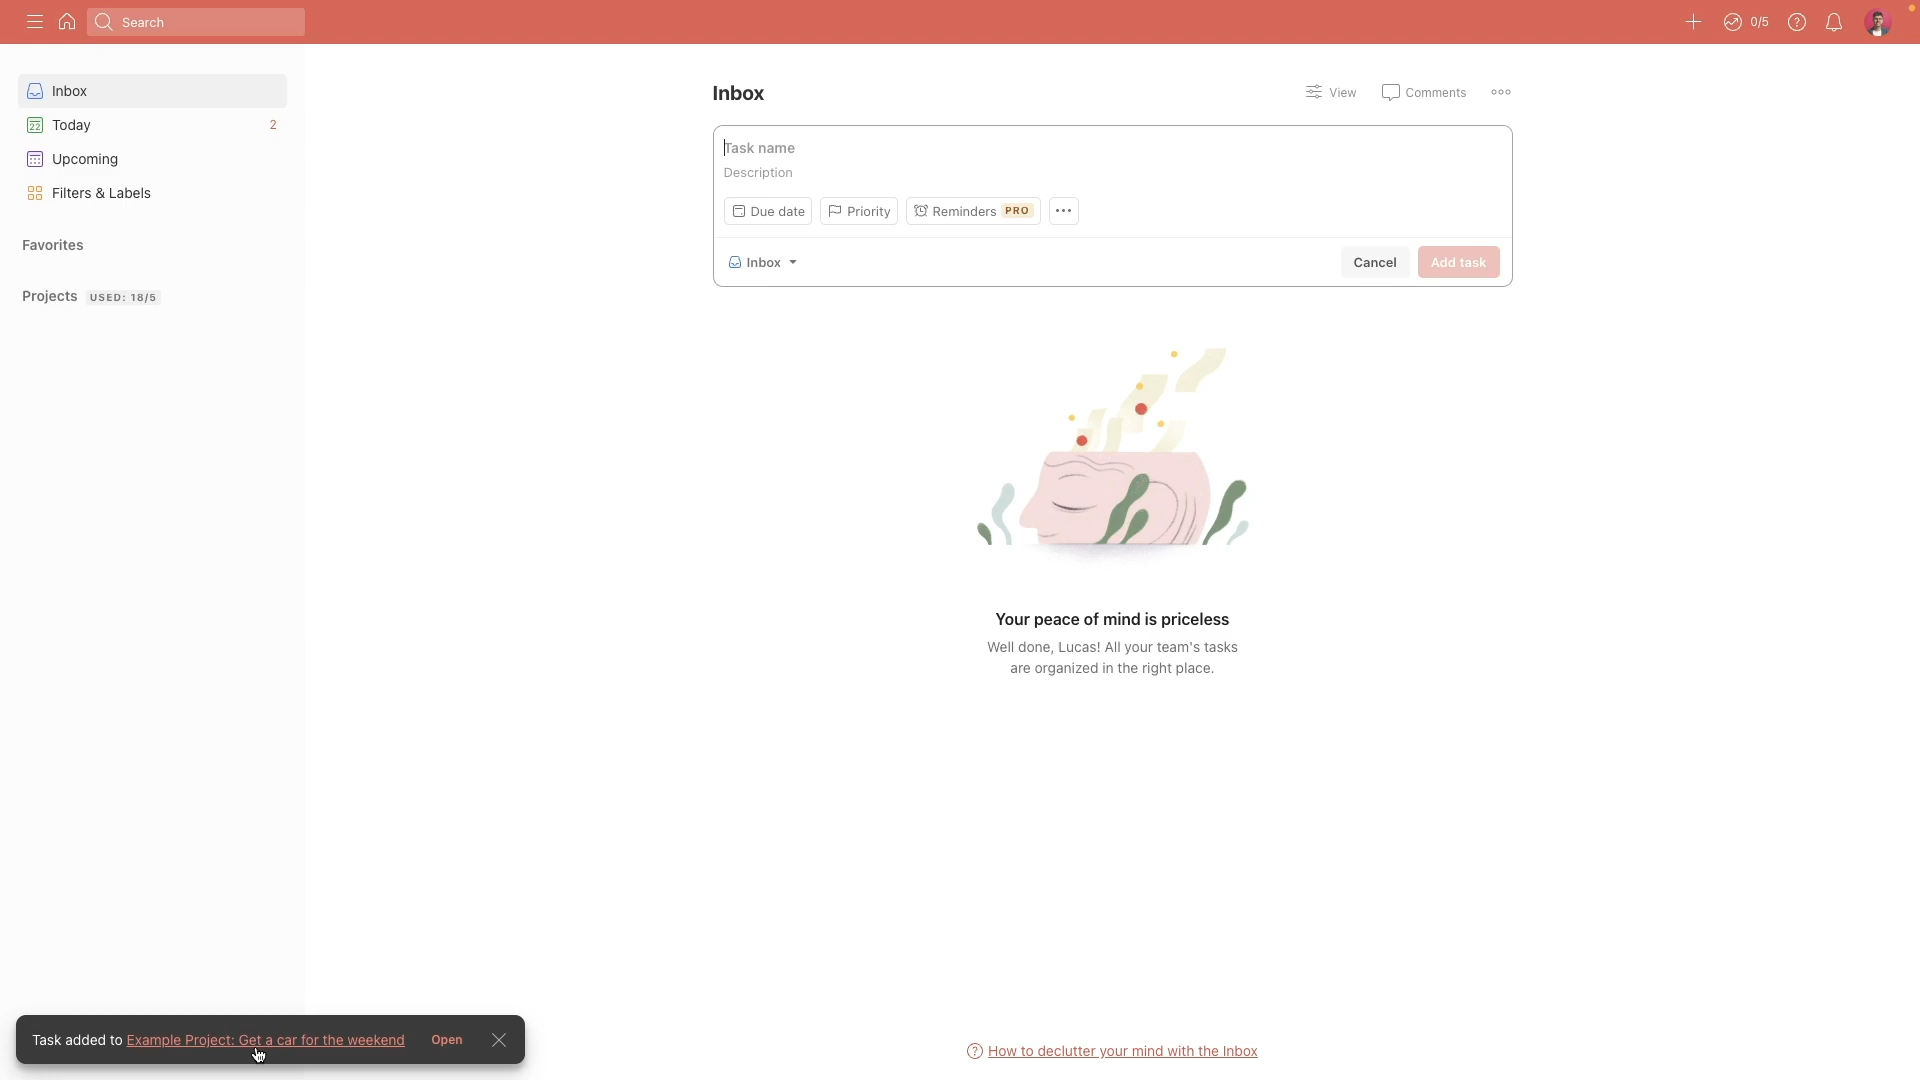 Search
0/5
Inbox
22 Today 2
Upcoming
Filters & Labels
Favorites
Projects USED: 18/5
Inbox
View
Comments
Task name
Description
Due date
Priority
Reminders PRO
Inbox
Cancel
Add task
Your peace of mind is priceless
Well done, Lucas! All your team's tasks
are organized in the right place.
Task added to Example Project: Get a car for the weekend Open
? How to declutter your mind with the Inbox